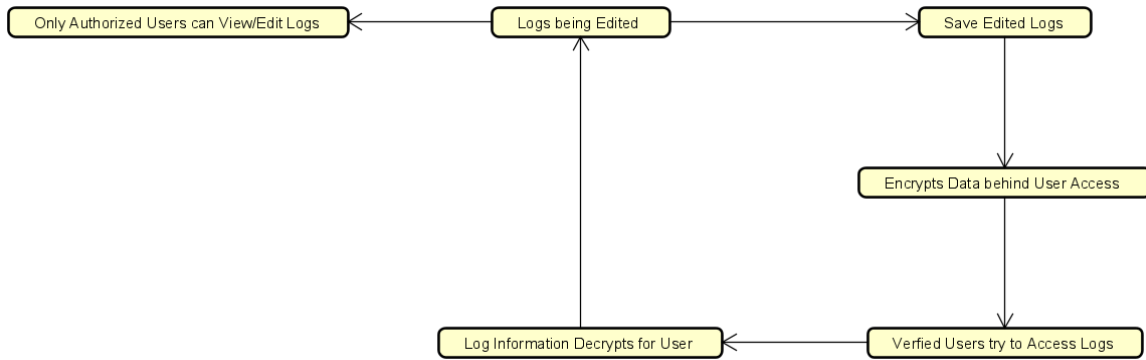 Only Authorized Users can View/Edit Logs
Logs being Edited
Save Edited Logs
Encrypts Data behind User Access
Log Information Decrypts for User
Verfied Users try to Access Logs